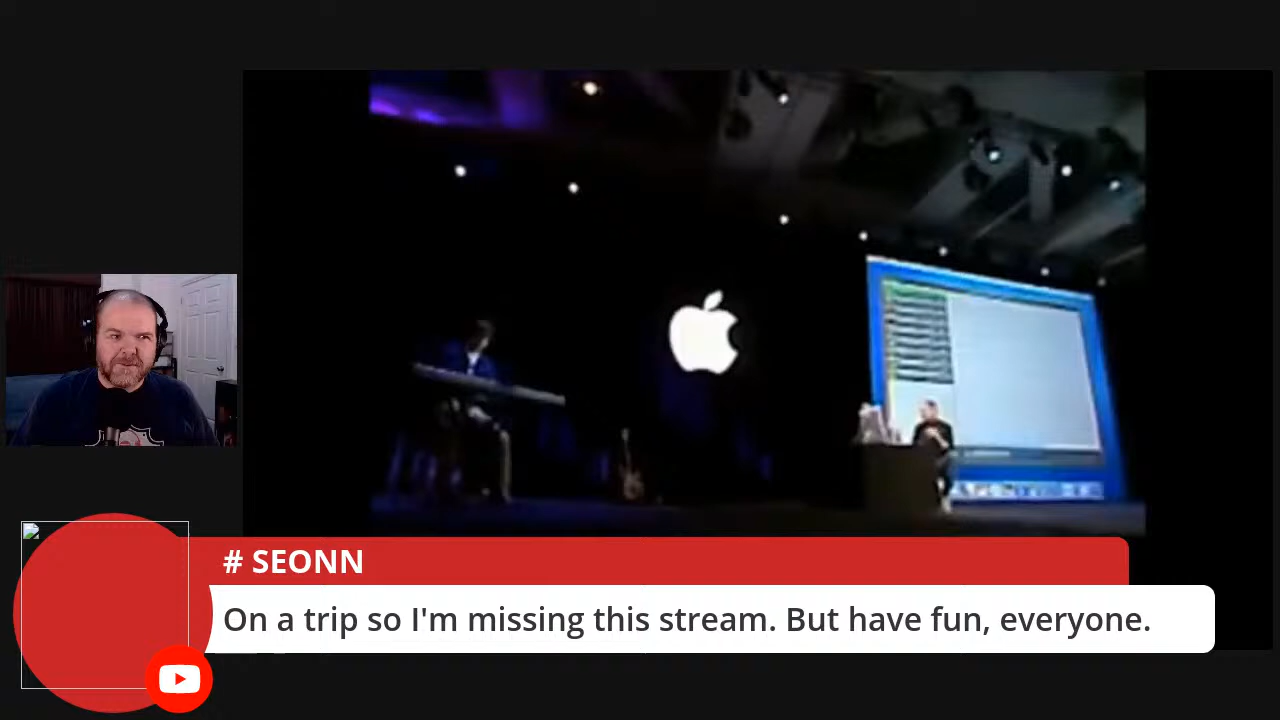 # SEONN
On a trip so I'm missing this stream. But have fun, everyone.